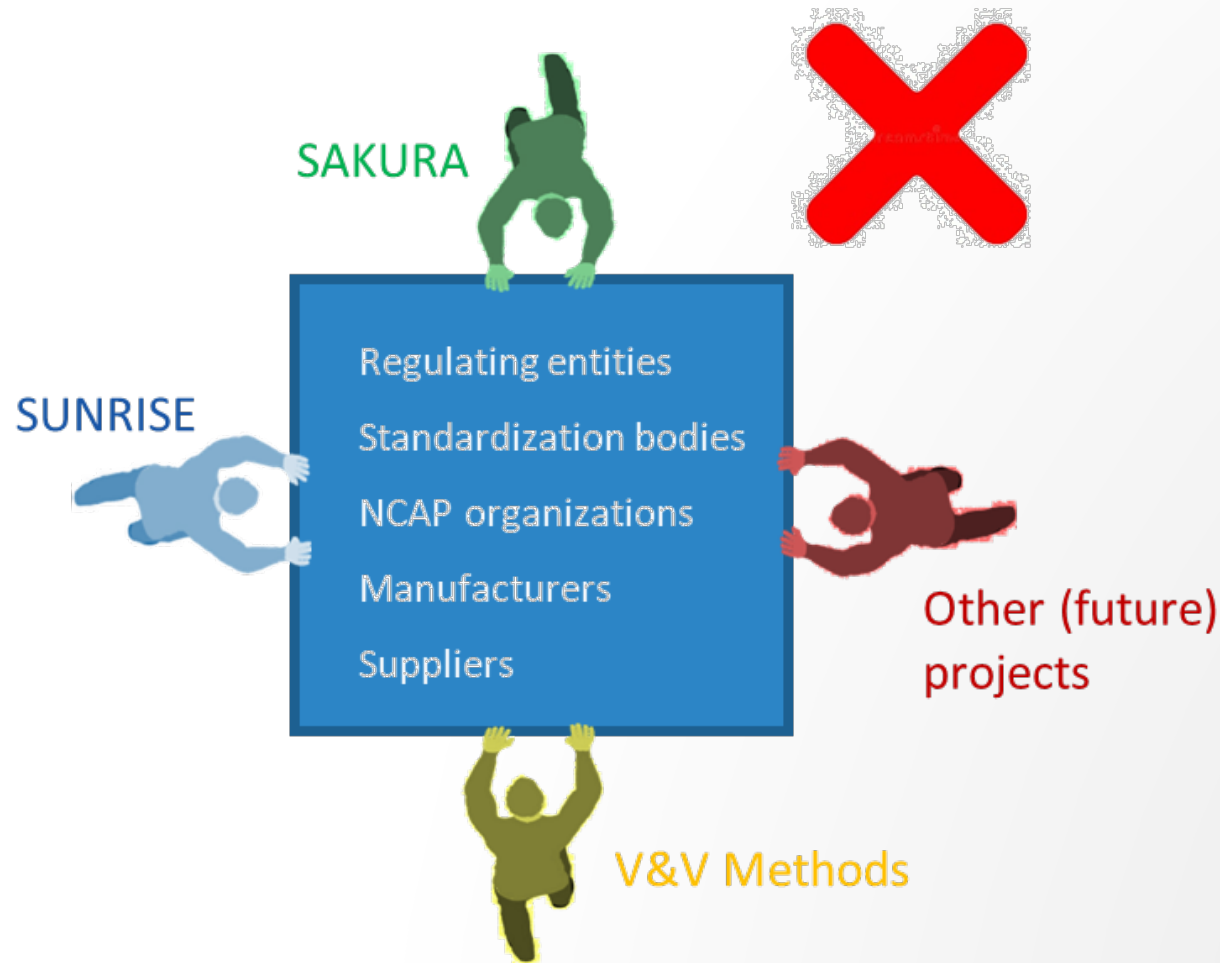 SAKURA
SUNRISE
Regulating entities
Standardization bodies
NCAP organizations
Manufacturers
Suppliers
Other (future)
projects
V&V Methods